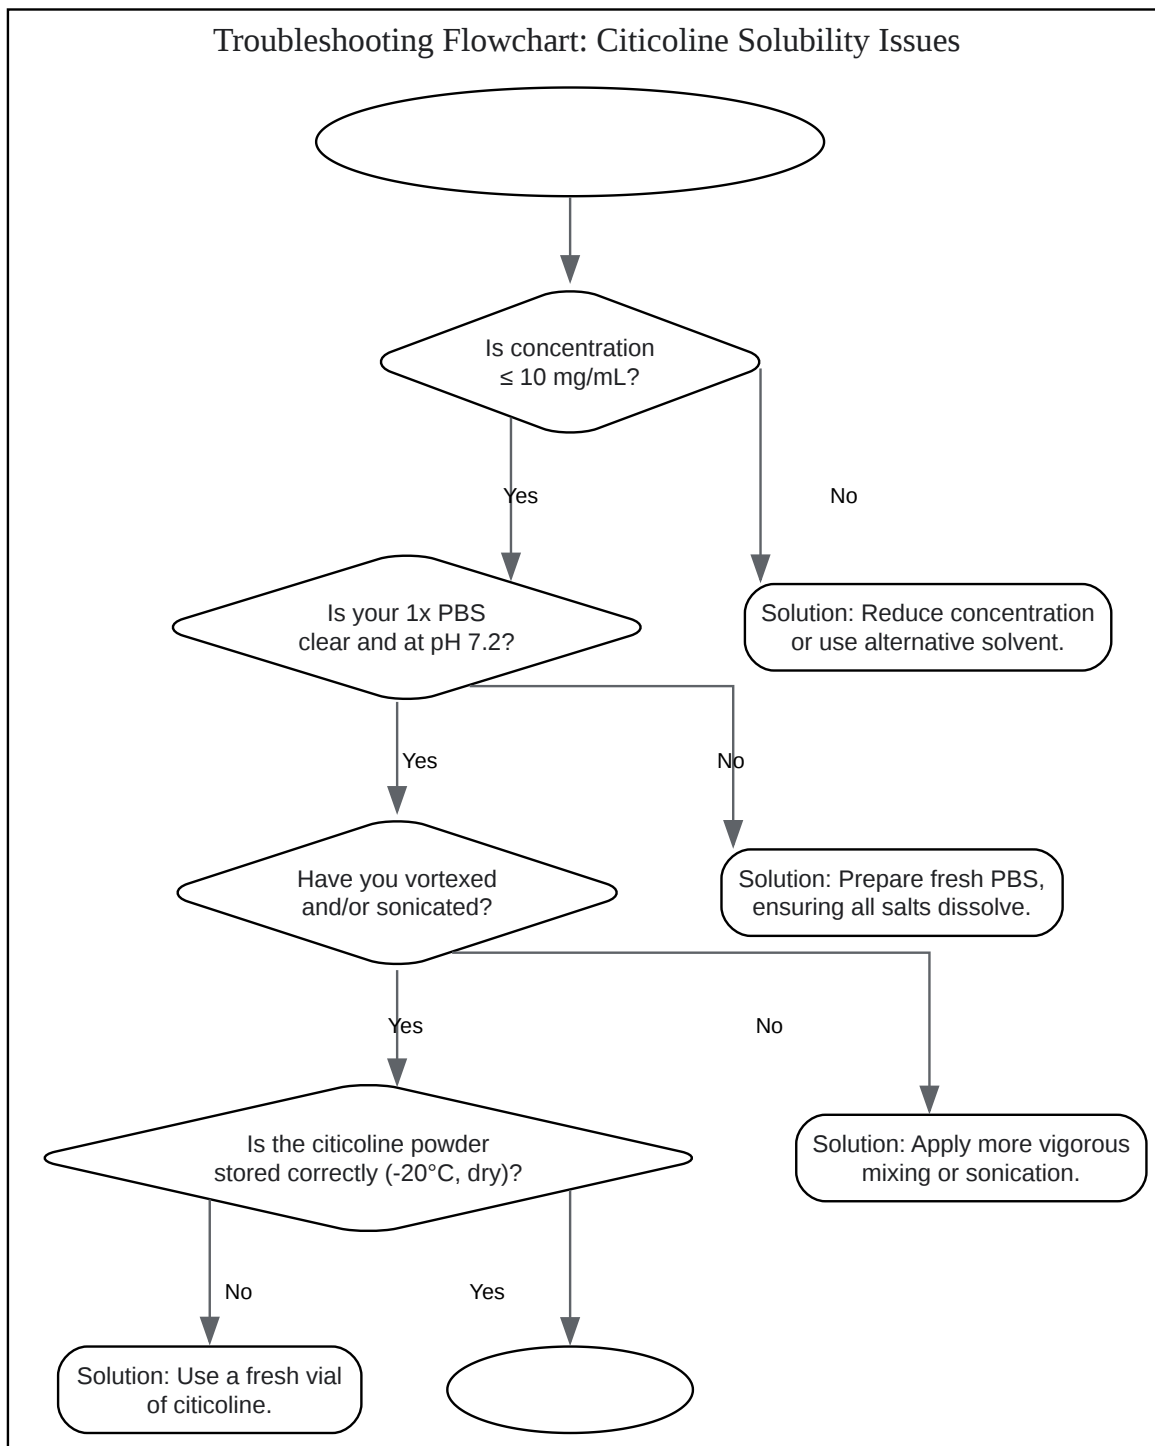 Troubleshooting Flowchart: Citicoline Solubility Issues
Is concentration
≤ 10 mg/mL?
Yes
No
Is your 1x PBS
clear and at pH 7.2?
Solution: Reduce concentration
or use alternative solvent.
Yes
No
Have you vortexed
and/or sonicated?
Solution: Prepare fresh PBS,
ensuring all salts dissolve.
Yes
No
Is the citicoline powder
stored correctly (-20°C, dry)?
Solution: Apply more vigorous
mixing or sonication.
No
Yes
Solution: Use a fresh vial
of citicoline.